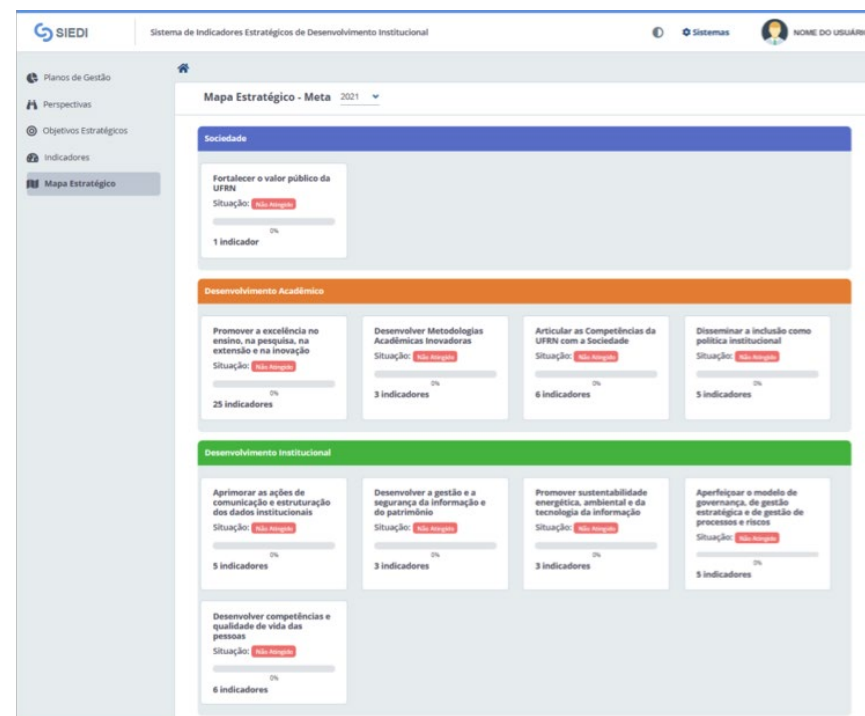 SIEDI
Sistema de Indicadores Estratégicos de Desenvolvimento Institucional
Sistemas
NOME DO USUÁRI
Planos de Gestão
Perspectivas
Objetivos Estratégicos
Indicadores
Mapa Estratégico
Mapa Estratégico - Meta 2021
Sociedade
Fortalecer o valor público da
UFRN
Situação: Não Atingido
0%
1 indicador
Desenvolvimento Acadêmico
Promover a excelência no
ensino, na pesquisa, na
extensão e na inovação
Situação: Não Atingido
0%
25 indicadores
Desenvolver Metodologias
Acadêmicas Inovadoras
Situação: Não Atingido
0%
3 indicadores
Articular as Competências da
UFRN com a Sociedade
Situação: Não Atingido
0%
6 indicadores
Disseminar a inclusão como
política institucional
Situação: Não Atingido
0%
5 indicadores
Desenvolvimento Institucional
Aprimorar as ações de
comunicação e estruturação
dos dados institucionais
Situação: Não Atingido
0%
5 indicadores
Desenvolver a gestão e a
segurança da informação e
do patrimônio
Situação: Não Atingido
0%
3 indicadores
Promover sustentabilidade
energética, ambiental e da
tecnologia da informação
Situação: Não Atingido
0%
3 indicadores
Aperfeiçoar o modelo de
governança, de gestão
estratégica e de gestão de
processos e riscos
Situação: Não Atingido
0%
5 indicadores
Desenvolver competências e
qualidade de vida das
pessoas
Situação: Não Atingido
0%
6 indicadores